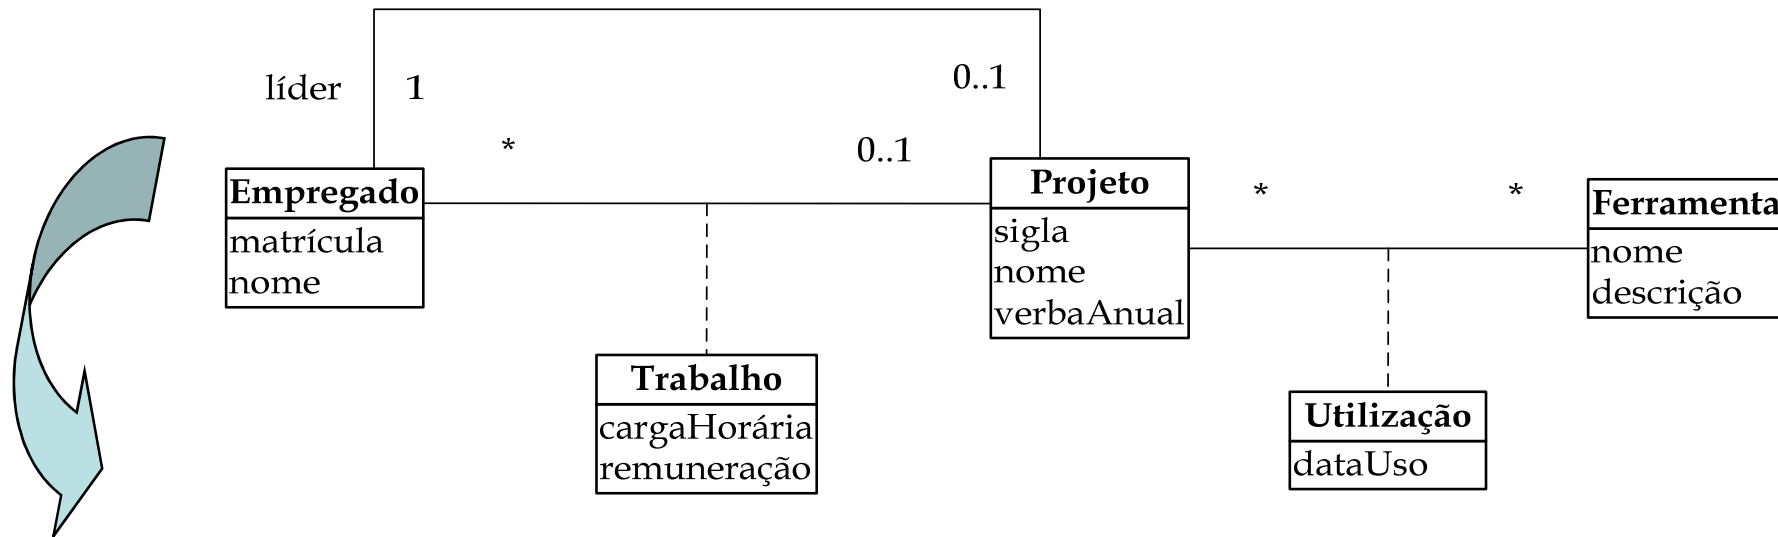 líder
1
0..1
*
0..1
Empregado
matrícula
nome
Projeto
sigla
nome
verbaAnual
*
*
Ferramenta
nome
descrição
Trabalho
cargaHorária
remuneração
Utilização
dataUso